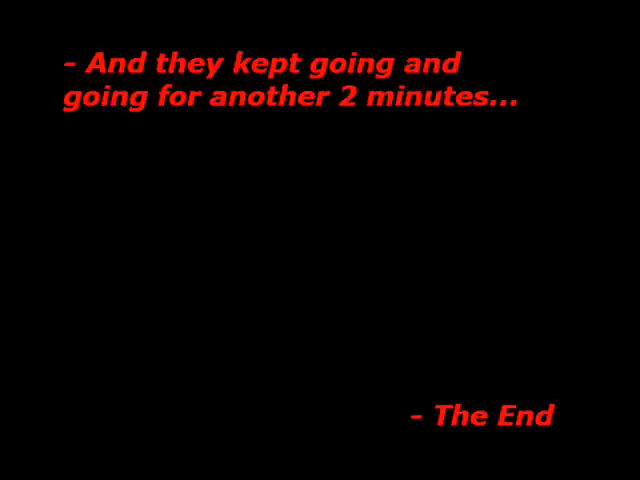 – And they kept going and
going for another 2 minutes...
– The End